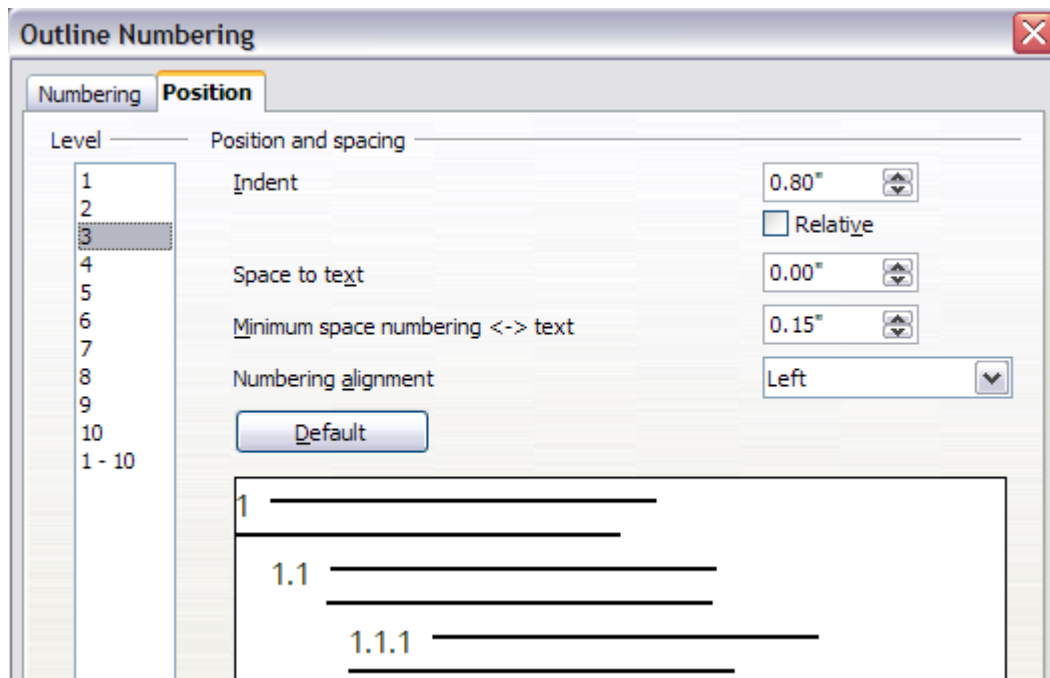 Outline Numbering
Numbering Position
Level Position and spacing
1
2
3
4
5
6
7
8
9
10
1 - 10
Indent 0.80"
Relative
Space to text 0.00"
Minimum space numbering <-> text 0.15"
Numbering alignment Left
Default
1
1.1
1.1.1